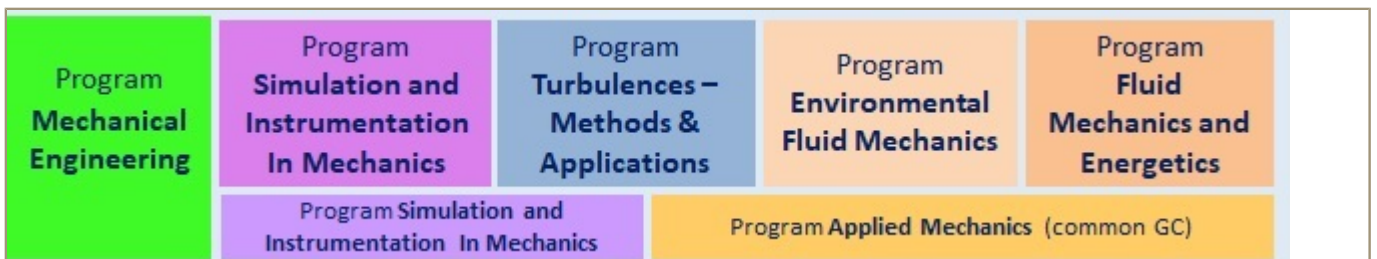 Program
Mechanical
Engineering
Program
Simulation and
Instrumentation
In Mechanics
Program
Turbulences –
Methods &
Applications
Program
Environmental
Fluid Mechanics
Program
Fluid
Mechanics and
Energetics
Program Simulation and
Instrumentation In Mechanics
Program Applied Mechanics (common GC)